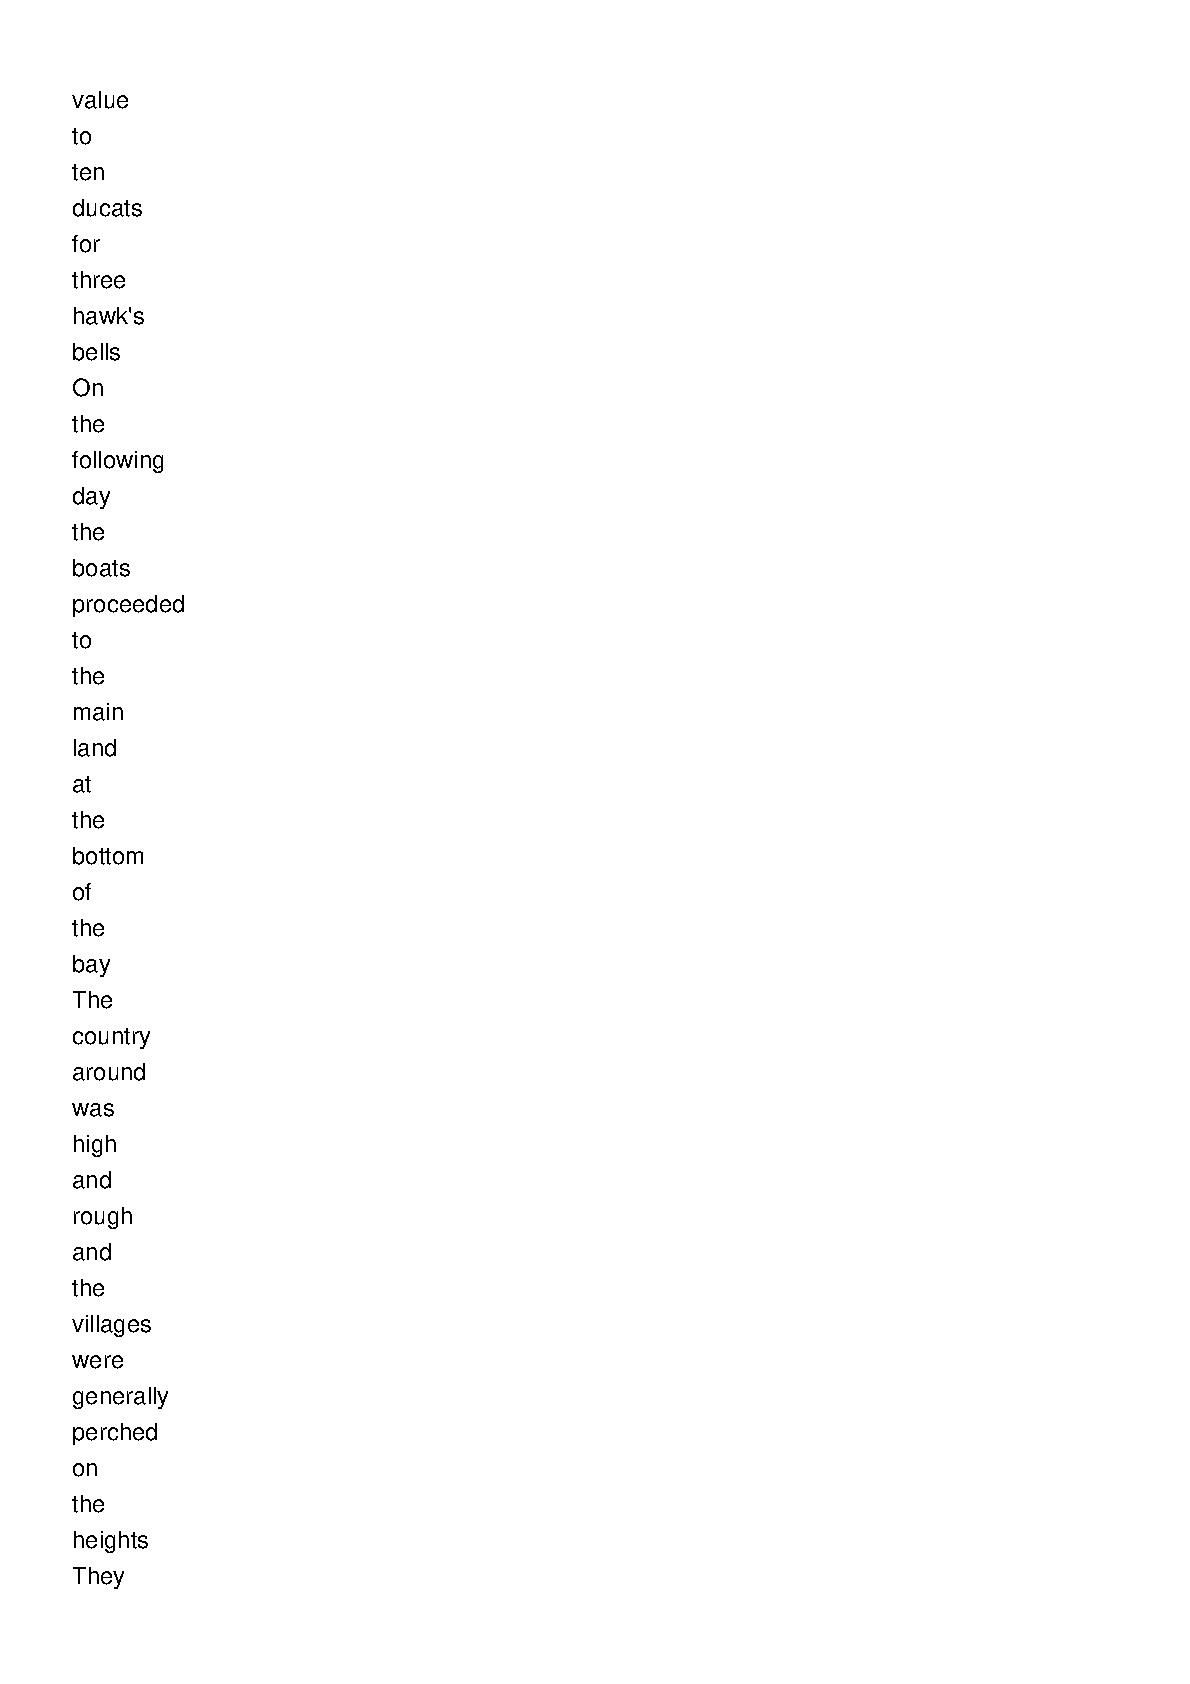 value
to
ten
ducats
for
three
hawk's
bells
On
the
following
day
the
boats
proceeded
to
the
main
land
at
the
bottom
of
the
bay
The
country
around
was
high
and
rough
and
the
villages
were
generally
perched
on
the
heights
They